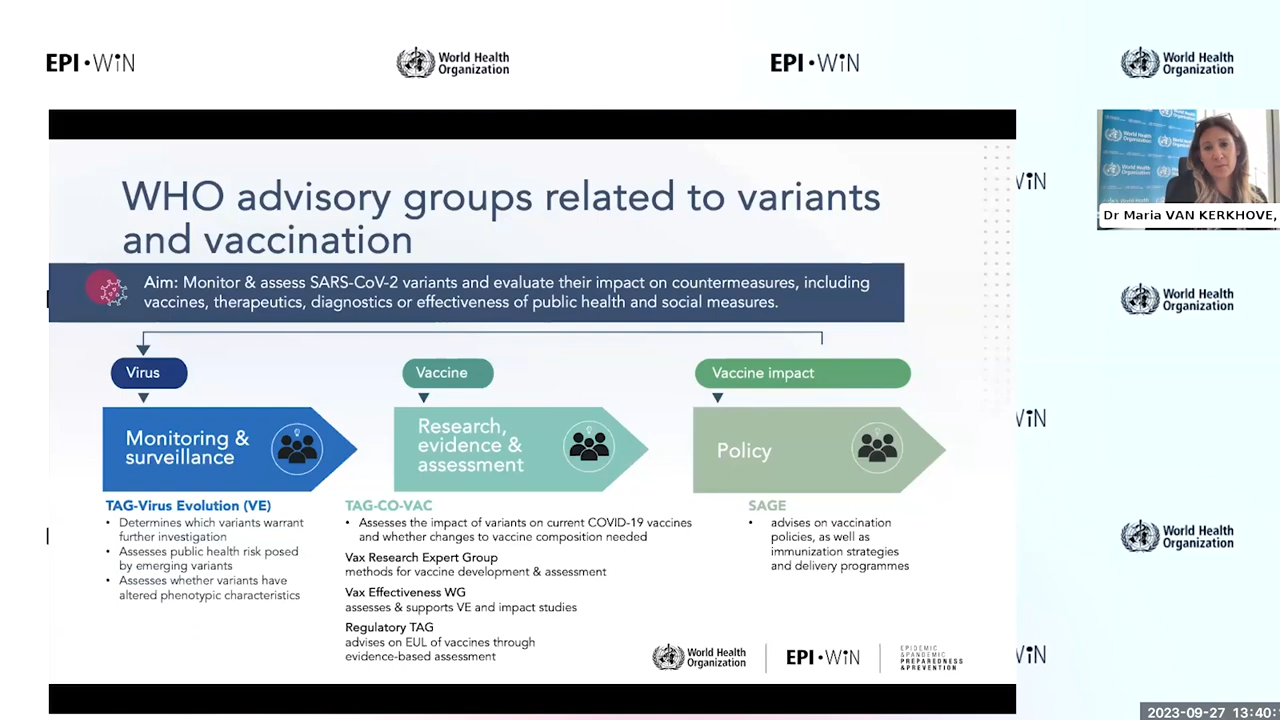 EPI•WiN
World Health
Organization
EPI•WiN
World Health
Organization
WHO advisory groups related to variants
and vaccination
Aim: Monitor & assess SARS-CoV-2 variants and evaluate their impact on countermeasures, including
vaccines, therapeutics, diagnostics or effectiveness of public health and social measures.
Virus
Monitoring &
surveillance
TAG-Virus Evolution (VE)
• Determines which variants warrant
further investigation
• Assesses public health risk posed
by emerging variants
• Assesses whether variants have
altered phenotypic characteristics
Vaccine
Research,
evidence &
assessment
TAG-CO-VAC
• Assesses the impact of variants on current COVID-19 vaccines
and whether changes to vaccine composition needed
Vax Research Expert Group
methods for vaccine development & assessment
Vax Effectiveness WG
assesses & supports VE and impact studies
Regulatory TAG
advises on EUL of vaccines through
evidence-based assessment
Vaccine impact
Policy
SAGE
• advises on vaccination
policies, as well as
immunization strategies
and delivery programmes
World Health
Organization
EPI•WiN
EPIDEMIC
&PANDEMIC
PREPAREDNESS
&PREVENTION
World Health
Organization
Dr Maria VAN KERKHOVE,
WiN
World Health
Organization
WiN
World Health
Organization
WiN
2023-09-27 13:40: